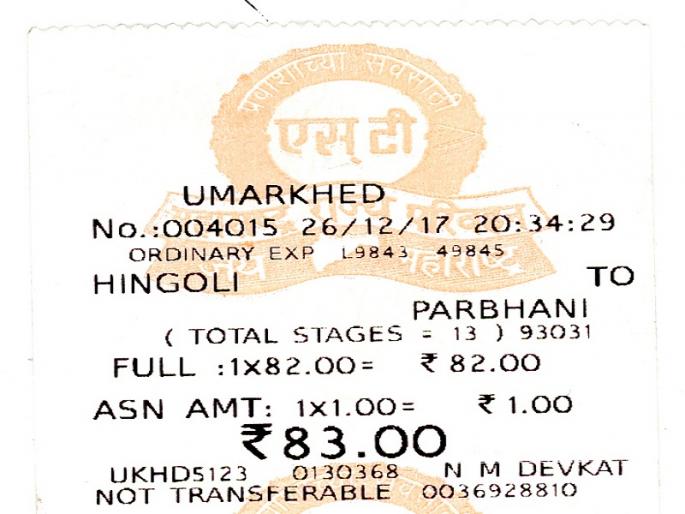 प्रवाशांच्या सेवेसाठी
एस् टी
UMARKHED
No.:004015 26/12/17 20:34:29
ORDINARY EXP L9843 49845
महाराष्ट्र
HINGOLI TO
PARBHANI
( TOTAL STAGES = 13 ) 93031
FULL :1X82.00= ₹ 82.00
ASN AMT: 1X1.00= ₹ 1.00
₹83.00
UKHD5123 0130368 N M DEVKAT
NOT TRANSFERABLE 0036928810